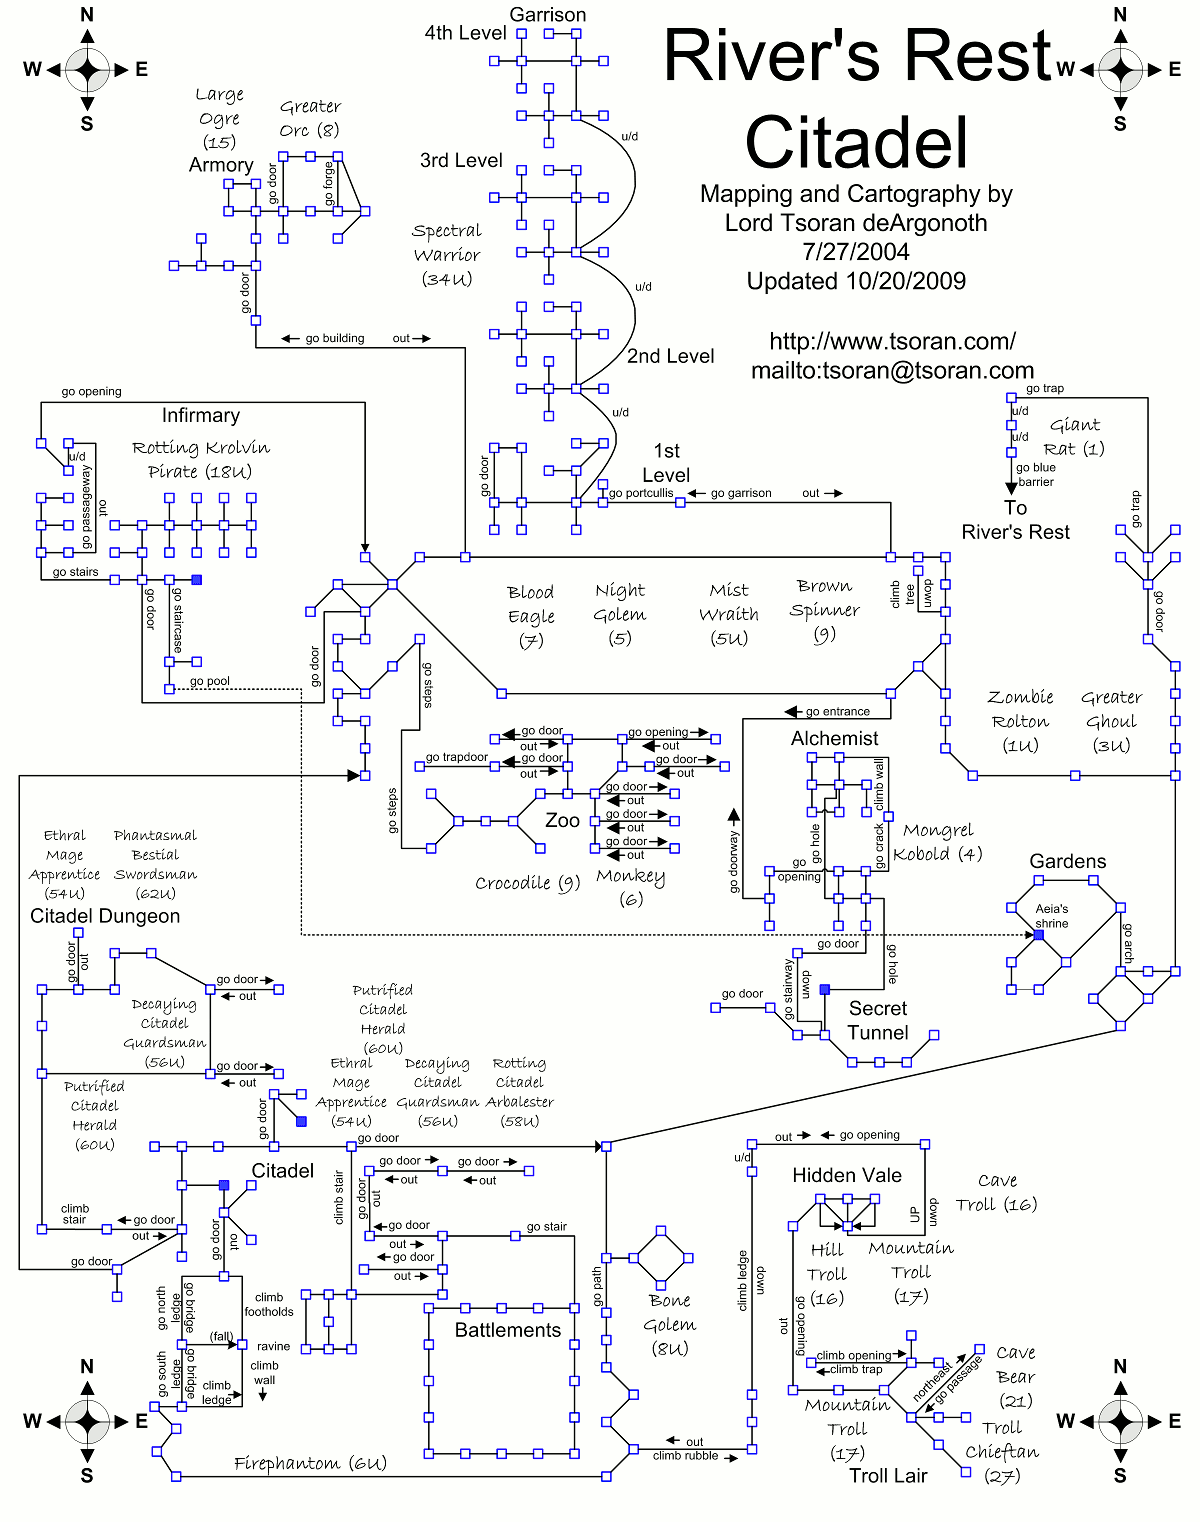 River's Rest
Citadel
Mapping and Cartography by
Lord Tsoran deArgonoth
7/27/2004
Updated 10/20/2009
http://www.tsoran.com/
mailto:tsoran@tsoran.com
N
W E
S
N
W E
S
Garrison
4th Level
u/d
3rd Level
Spectral
Warrior
(34U)
u/d
2nd Level
u/d
1st
Level
go door
go portcullis
go garrison
out
Large
Ogre
(15)
Greater
Orc (8)
Armory
go door
go forge
go door
go building
out
go opening
Infirmary
Rotting Krolvin
Pirate (18U)
u/d
go passageway
out
go stairs
go door
go staircase
go pool
go door
go steps
go steps
Blood
Eagle
(7)
Night
Golem
(5)
Mist
Wraith
(5U)
Brown
Spinner
(9)
climb
tree
down
go trap
u/d
u/d
Giant
Rat (1)
go blue
barrier
To
River's Rest
go trap
go door
Zombie
Rolton
(1U)
Greater
Ghoul
(3U)
go entrance
Alchemist
go door
out
go opening
out
go trapdoor
go door
out
go door
out
go door
out
go door
out
go door
out
Zoo
Crocodile (9)
Monkey
(6)
climb wall
go hole
go crack
go doorway
go
opening
Mongrel
Kobold (4)
go door
go hole
go stairway
down
go door
Secret
Tunnel
Gardens
Aeia's
shrine
go arch
Ethral
Mage
Apprentice
(54U)
Phantasmal
Bestial
Swordsman
(62U)
Citadel Dungeon
go door
out
go door
out
Decaying
Citadel
Guardsman
(56U)
go door
out
Putrified
Citadel
Herald
(60U)
Putrified
Citadel
Herald
(60U)
Ethral
Mage
Apprentice
(54U)
Decaying
Citadel
Guardsman
(56U)
Rotting
Citadel
Arbalester
(58U)
go door
go door
Citadel
climb stair
climb
stair
go door
out
go door
go door
out
go door
out
go door
out
go door
out
go door
out
go door
out
go stair
go north
ledge
go bridge
climb
footholds
(fall)
ravine
go south
ledge
go bridge
climb
ledge
climb
wall
Battlements
Firephantom (6U)
go path
Bone
Golem
(8U)
out
climb rubble
climb ledge
down
u/d
out
go opening
Hidden Vale
UP
down
Cave
Troll (16)
Hill
Troll
(16)
Mountain
Troll
(17)
out
go opening
climb opening
climb trap
northeast
go passage
Cave
Bear
(21)
Mountain
Troll
(17)
Troll
Chieftan
(27)
Troll Lair
N
W E
S
N
W E
S